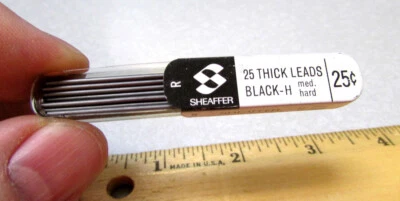 R
SHEAFFER
25 THICK LEADS
BLACK-H med. hard
25¢
1 2 3 4
MADE IN U.S.A.